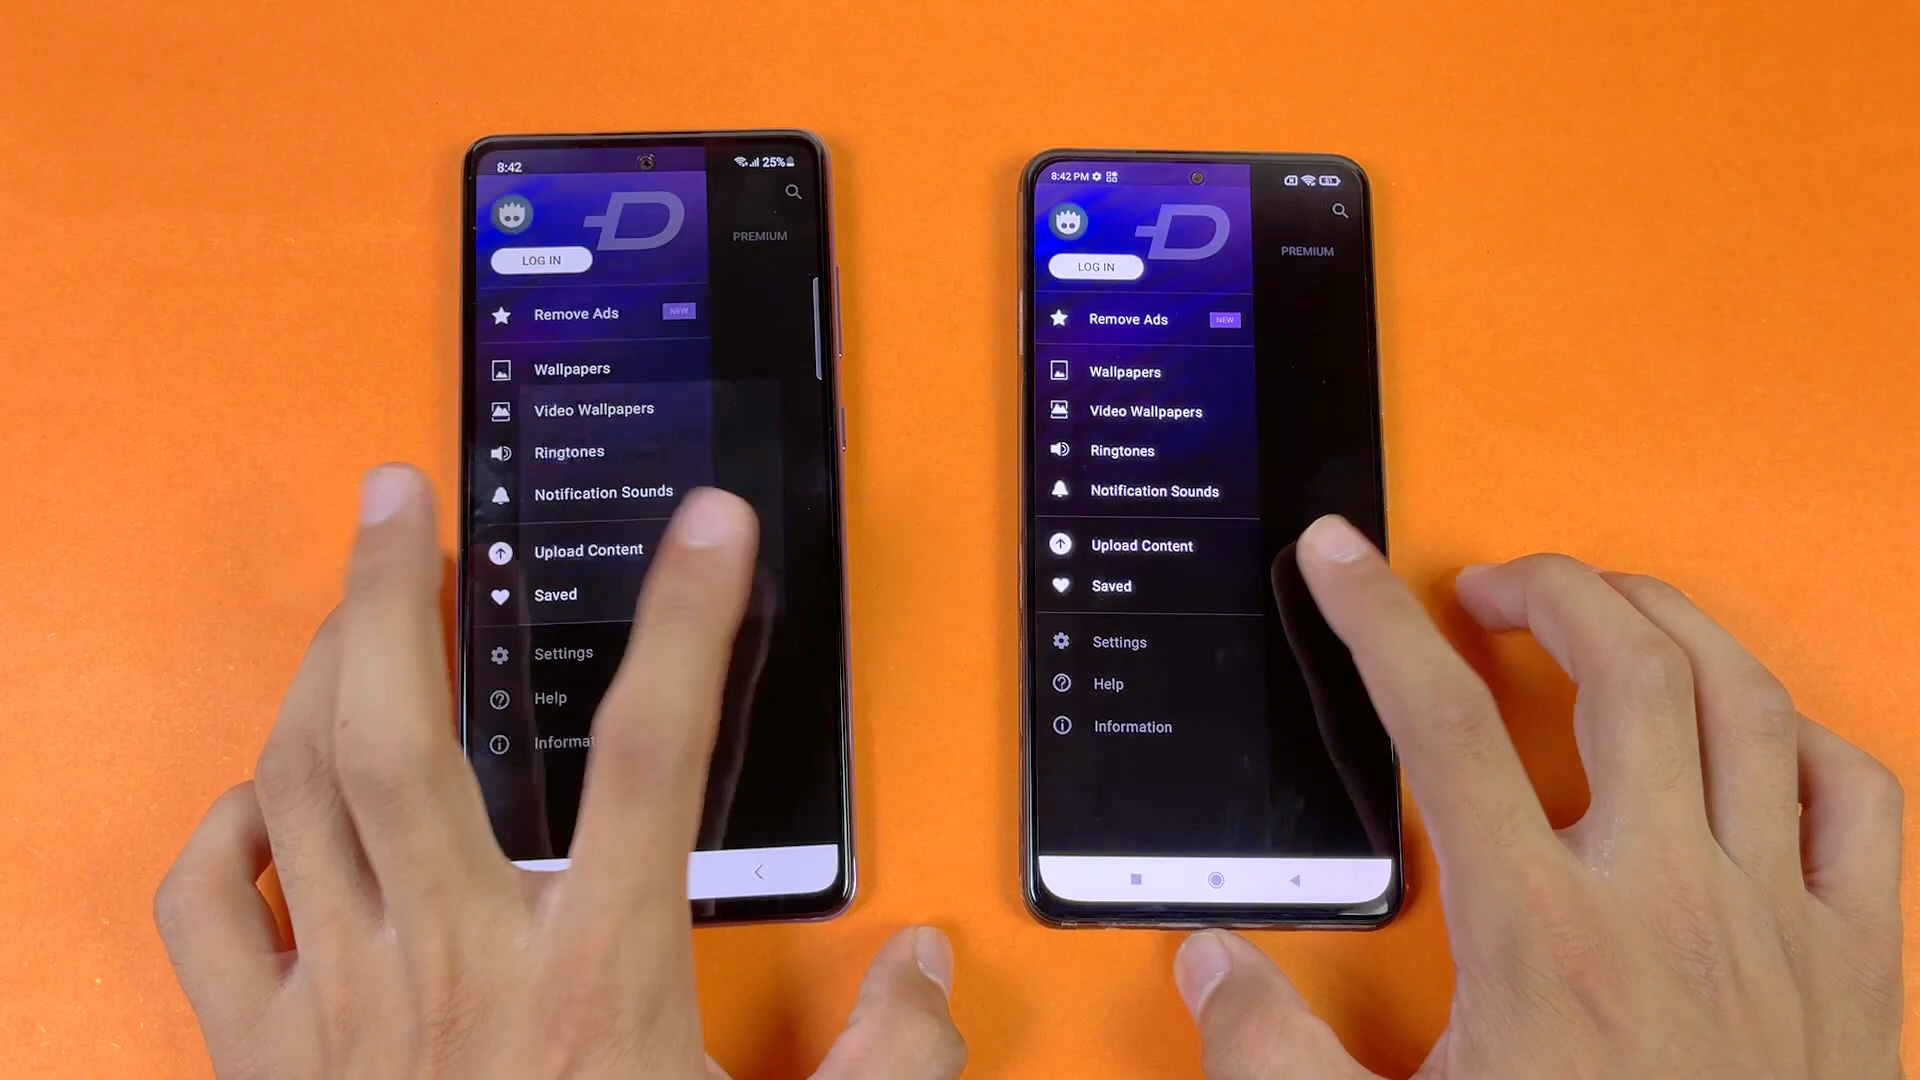 8:42
25%
PREMIUM
LOG IN
Remove Ads NEW
Wallpapers
Video Wallpapers
Ringtones
Notification Sounds
Upload Content
Saved
Settings
Help
Informat
8:42 PM
PREMIUM
LOG IN
Remove Ads NEW
Wallpapers
Video Wallpapers
Ringtones
Notification Sounds
Upload Content
Saved
Settings
Help
Information